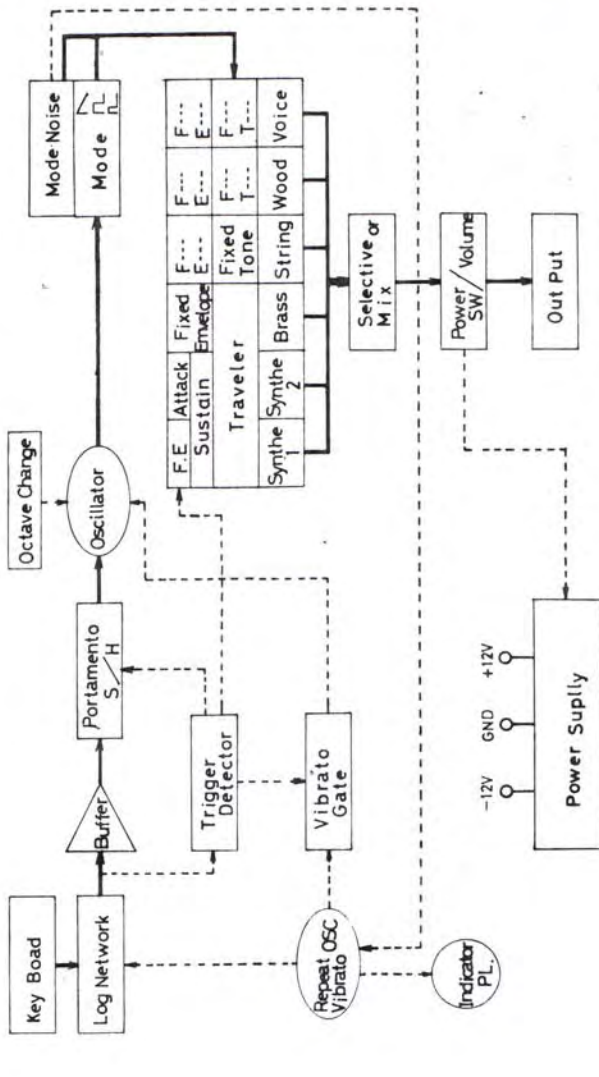 Key Boad
Log Network
Buffer
Portamento
S/H
Octave Change
Oscillator
Mode·Noise
Mode
Trigger
Detector
Vibrato
Gate
Repeat OSC
Vibrato
Indicator
PL.
F.E
Attack
Fixed
Envelope
F---
E---
F---
E---
F---
E---
Sustain
Traveler
Fixed
Tone
F---
T---
F---
T---
Synthe
1
Synthe
2
Brass
String
Wood
Voice
Selective or
Mix
Power/Volume
SW
Out Put
-12V
GND
+12V
Power Suplly